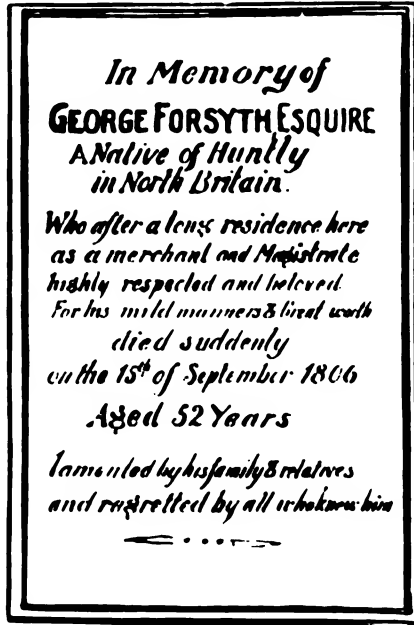 In Memory of
GEORGE FORSYTH ESQUIRE
A Native of Huntly
in North Britain.
Who after a long residence here
as a merchant and Magistrate
highly respected and beloved
For his mild manners & great worth
died suddenly
on the 15th of September 1806
Aged 52 Years
Lamented by his family & relatives
and regretted by all who knew him